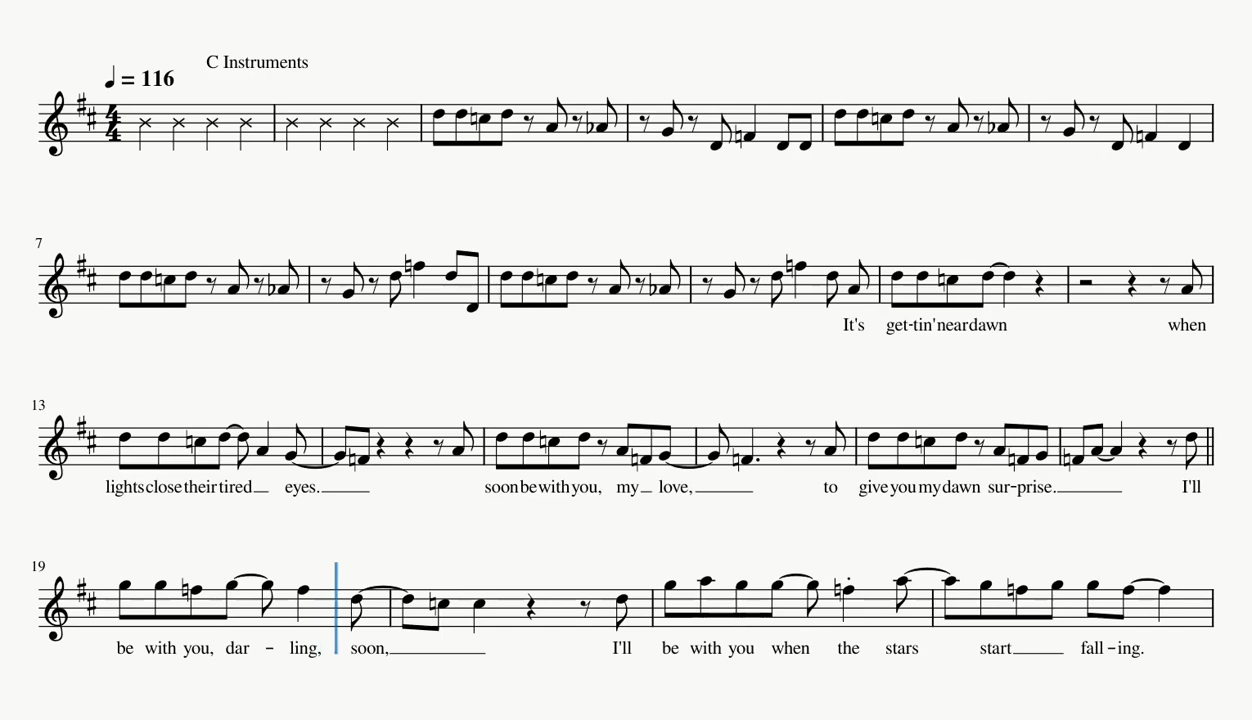 C Instruments
♩ = 116
4/4
7
It's get-tin' near dawn when
13
lights close their tired eyes. soon be with you, my love, to give you my dawn sur-prise. I'll
19
be with you, dar - ling, soon, I'll be with you when the stars start fall-ing.